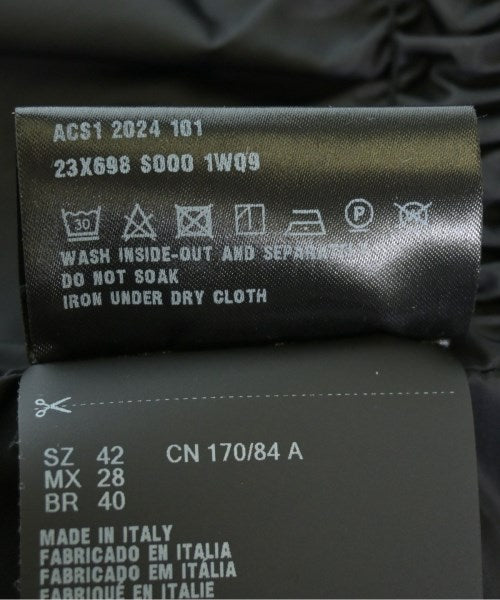 ACS1 2024 101
23X698 S000 1WQ9
30 P
WASH INSIDE-OUT AND
DO NOT SOAK
IRON UNDER DRY CLOTH
SZ 42 CN 170/84 A
MX 28
BR 40
MADE IN ITALY
FABRICADO EN ITALIA
FABRICADO EM ITÁLIA
FABRIQUÉ EN ITALIE